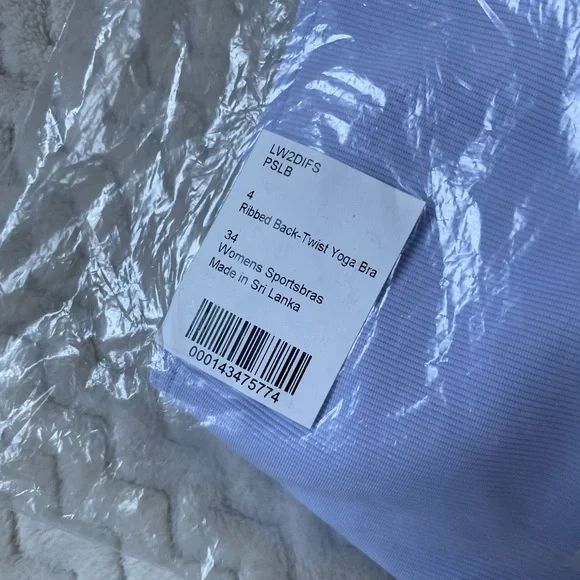 LW2DIFS
PSLB
4
Ribbed Back-Twist Yoga Bra
34
Womens Sportsbras
Made in Sri Lanka
000143475774